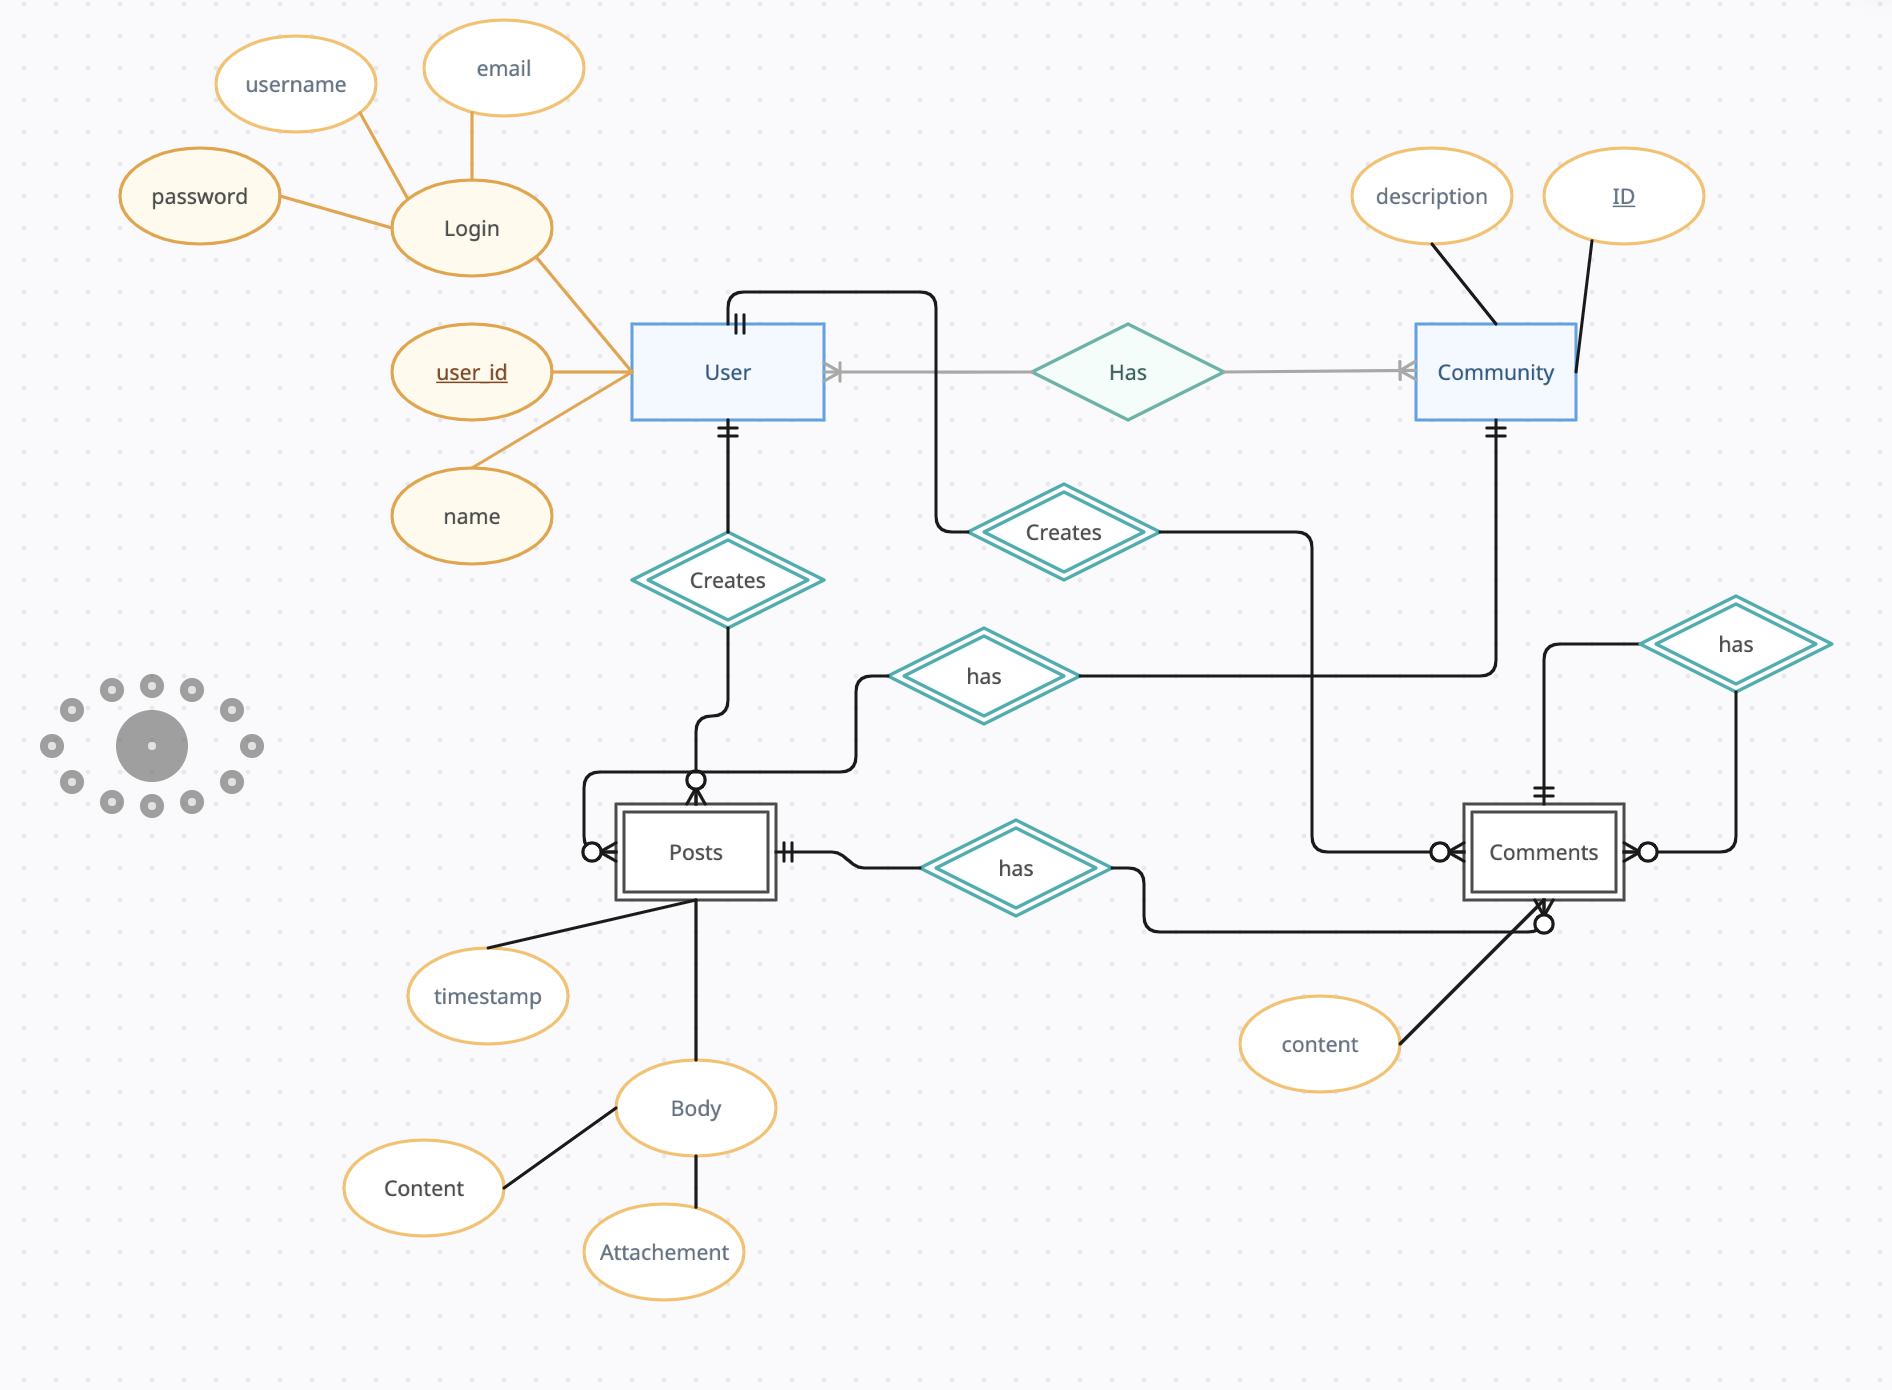 email
username
password
Login
description
ID
user_id
User
Has
Community
name
Creates
Creates
has
has
Posts
has
Comments
timestamp
content
Body
Content
Attachement